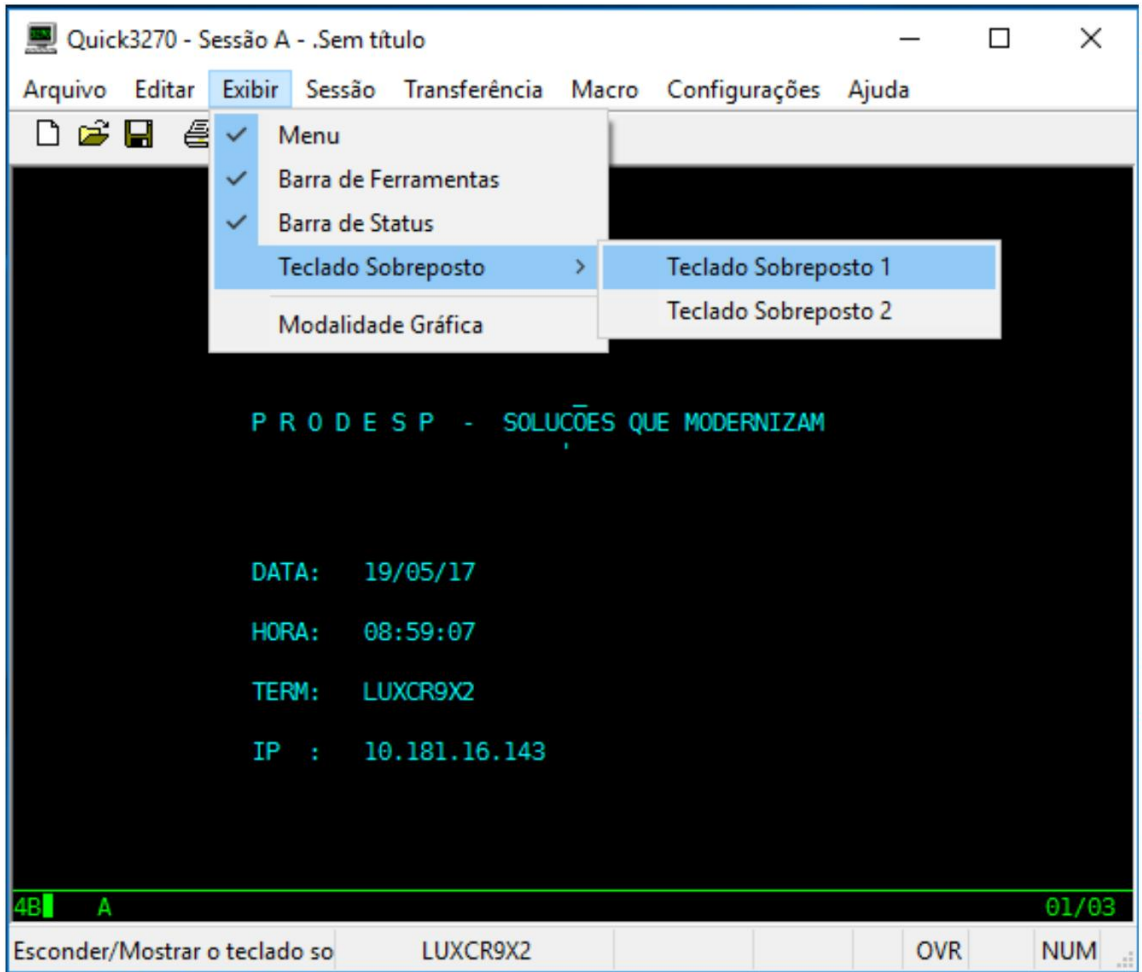 Quick3270 - Sessão A - .Sem título
Arquivo Editar Exibir Sessão Transferência Macro Configurações Ajuda
Menu
Barra de Ferramentas
Barra de Status
Teclado Sobreposto > Teclado Sobreposto 1
Teclado Sobreposto 2
Modalidade Gráfica
P R O D E S P - SOLUCOES QUE MODERNIZAM
DATA: 19/05/17
HORA: 08:59:07
TERM: LUXCR9X2
IP : 10.181.16.143
4B A 01/03
Esconder/Mostrar o teclado so LUXCR9X2 OVR NUM